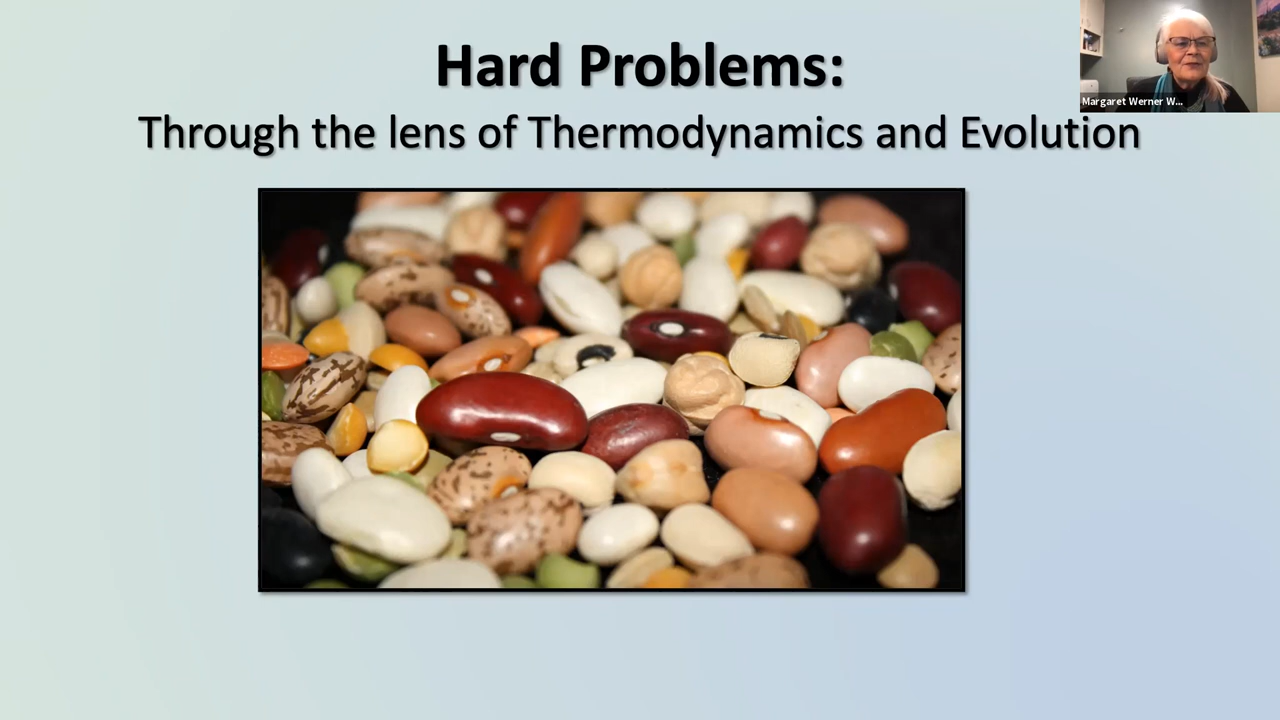 Hard Problems:
Through the lens of Thermodynamics and Evolution
Margaret Werner W...